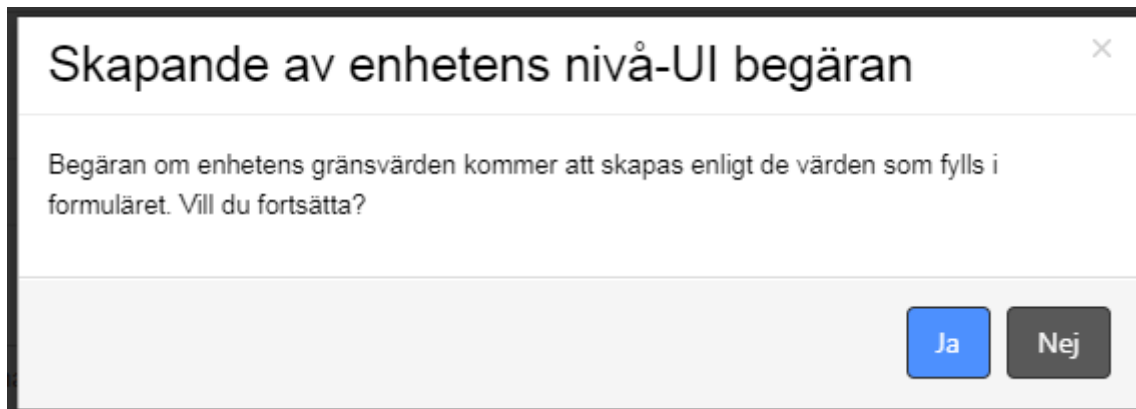 Skapande av enhetens nivå-UI begäran
×
Begäran om enhetens gränsvärden kommer att skapas enligt de värden som fylls i
formuläret. Vill du fortsätta?
Ja Nej